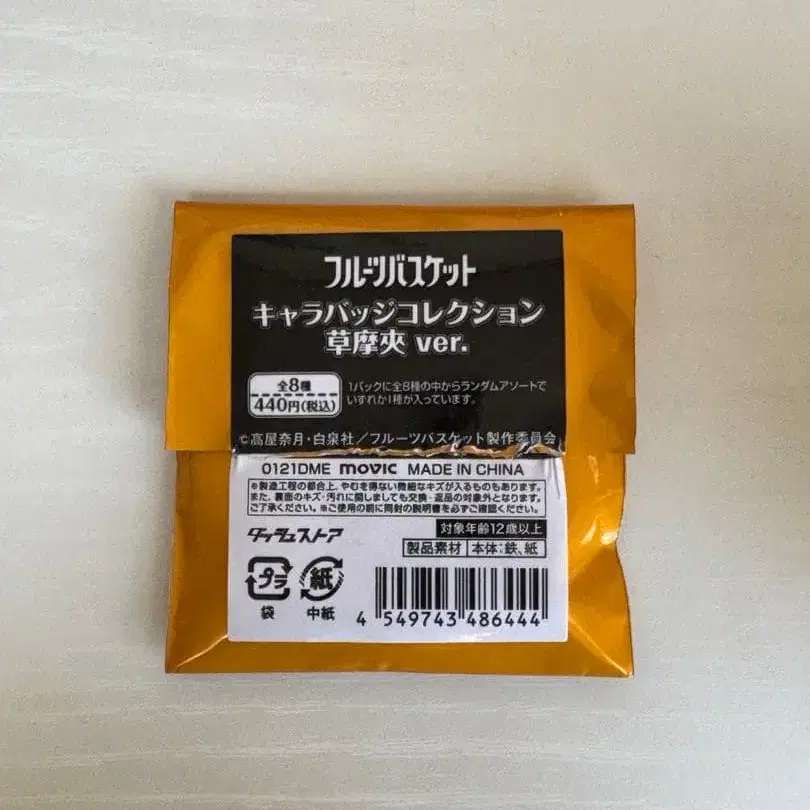 フルーツバスケット
キャラバッジコレクション
草摩夾 ver.
全8種
440円(税込)
1パックに全8種の中からランダムアソートで
いずれか1種が入っています。
©高屋奈月・白泉社/フルーツバスケット製作委員会
0121DME movic MADE IN CHINA
※製造工程の都合上、やむを得ない微細なキズが入るものもあります。
また、裏面のキズ・汚れに関しましても交換・返品の対象外となります。
ご了承ください。※ご使用の前に同封の説明書を必ずご確認ください。
ダッシュストア
対象年齢12歳以上
製品素材 本体:鉄、紙
プラ
袋
紙
中紙
4 549743 486444